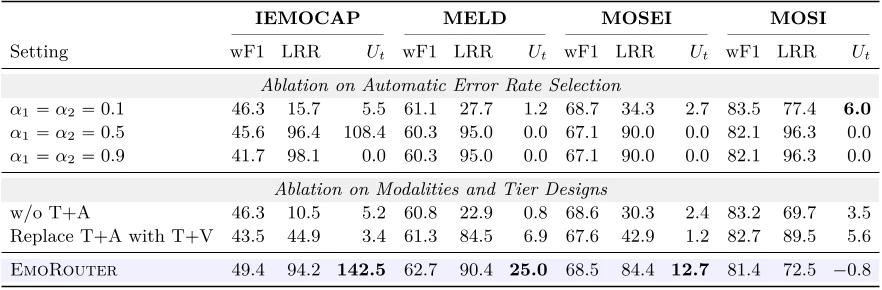 IEMOCAP MELD MOSEI MOSI
Setting wF1 LRR Uₜ wF1 LRR Uₜ wF1 LRR Uₜ wF1 LRR Uₜ
Ablation on Automatic Error Rate Selection
α₁ = α₂ = 0.1 46.3 15.7 5.5 61.1 27.7 1.2 68.7 34.3 2.7 83.5 77.4 6.0
α₁ = α₂ = 0.5 45.6 96.4 108.4 60.3 95.0 0.0 67.1 90.0 0.0 82.1 96.3 0.0
α₁ = α₂ = 0.9 41.7 98.1 0.0 60.3 95.0 0.0 67.1 90.0 0.0 82.1 96.3 0.0
Ablation on Modalities and Tier Designs
w/o T+A 46.3 10.5 5.2 60.8 22.9 0.8 68.6 30.3 2.4 83.2 69.7 3.5
Replace T+A with T+V 43.5 44.9 3.4 61.3 84.5 6.9 67.6 42.9 1.2 82.7 89.5 5.6
EMOROUTER 49.4 94.2 142.5 62.7 90.4 25.0 68.5 84.4 12.7 81.4 72.5 −0.8